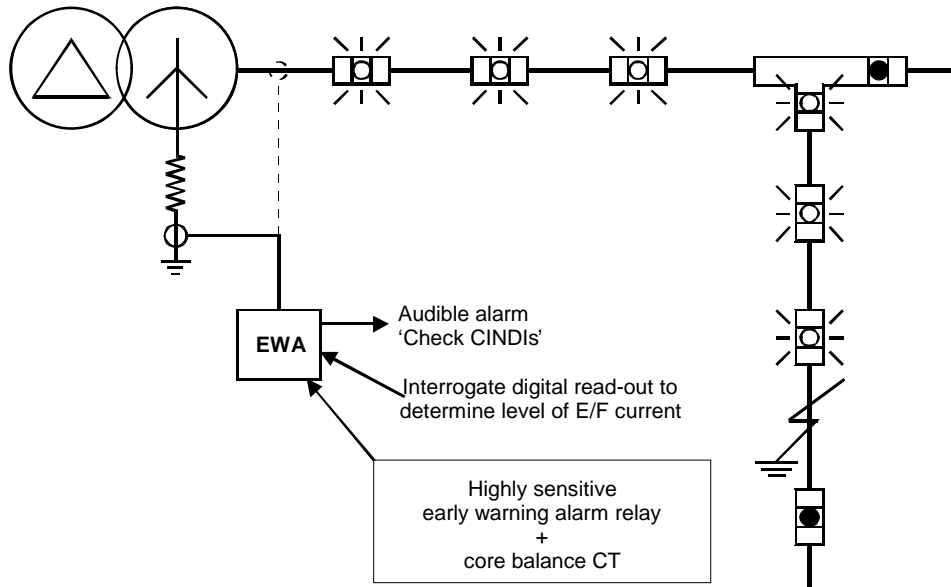 EWA
Audible alarm
‘Check CINDIs’
Interrogate digital read-out to
determine level of E/F current
Highly sensitive
early warning alarm relay
+
core balance CT